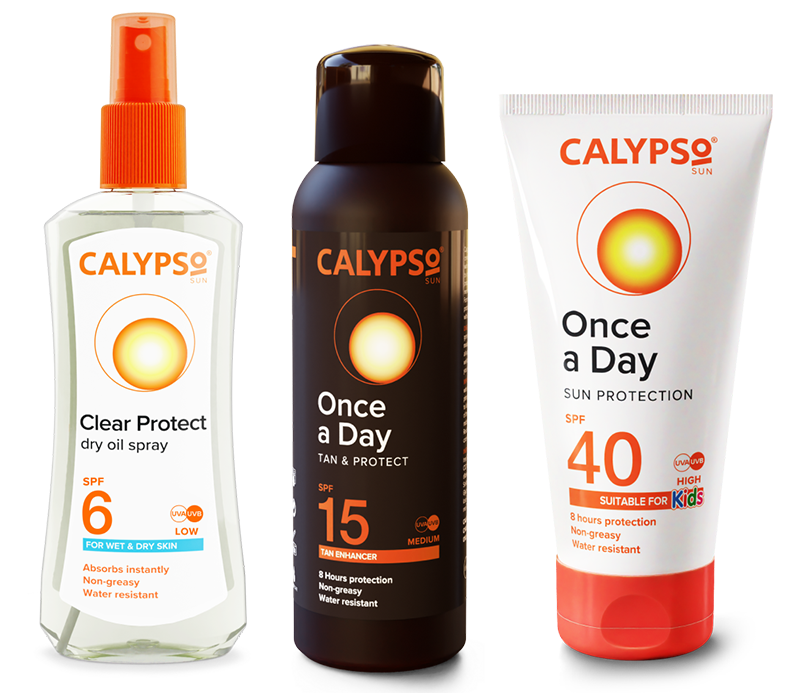 CALYPSO®
SUN
Clear Protect
dry oil spray
SPF
6
UVA UVB
LOW
FOR WET & DRY SKIN
Absorbs instantly
Non-greasy
Water resistant
CALYPSO®
SUN
Once
a Day
TAN & PROTECT
SPF
15
UVA UVB
MEDIUM
TAN ENHANCER
8 Hours protection
Non-greasy
Water resistant
CALYPSO®
SUN
Once
a Day
SUN PROTECTION
SPF
40
UVA UVB
HIGH
SUITABLE FOR Kids
8 hours protection
Non-greasy
Water resistant